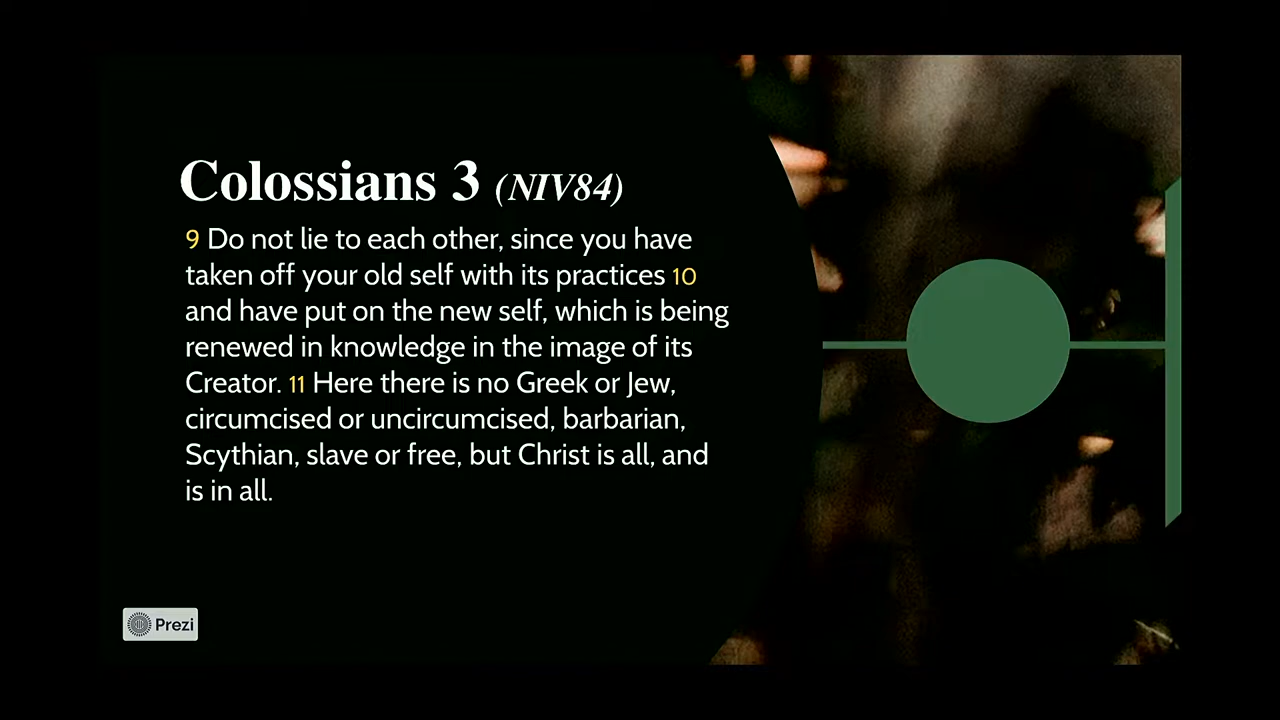 Colossians 3 (NIV84)
9 Do not lie to each other, since you have
taken off your old self with its practices 10
and have put on the new self, which is being
renewed in knowledge in the image of its
Creator. 11 Here there is no Greek or Jew,
circumcised or uncircumcised, barbarian,
Scythian, slave or free, but Christ is all, and
is in all.
Prezi